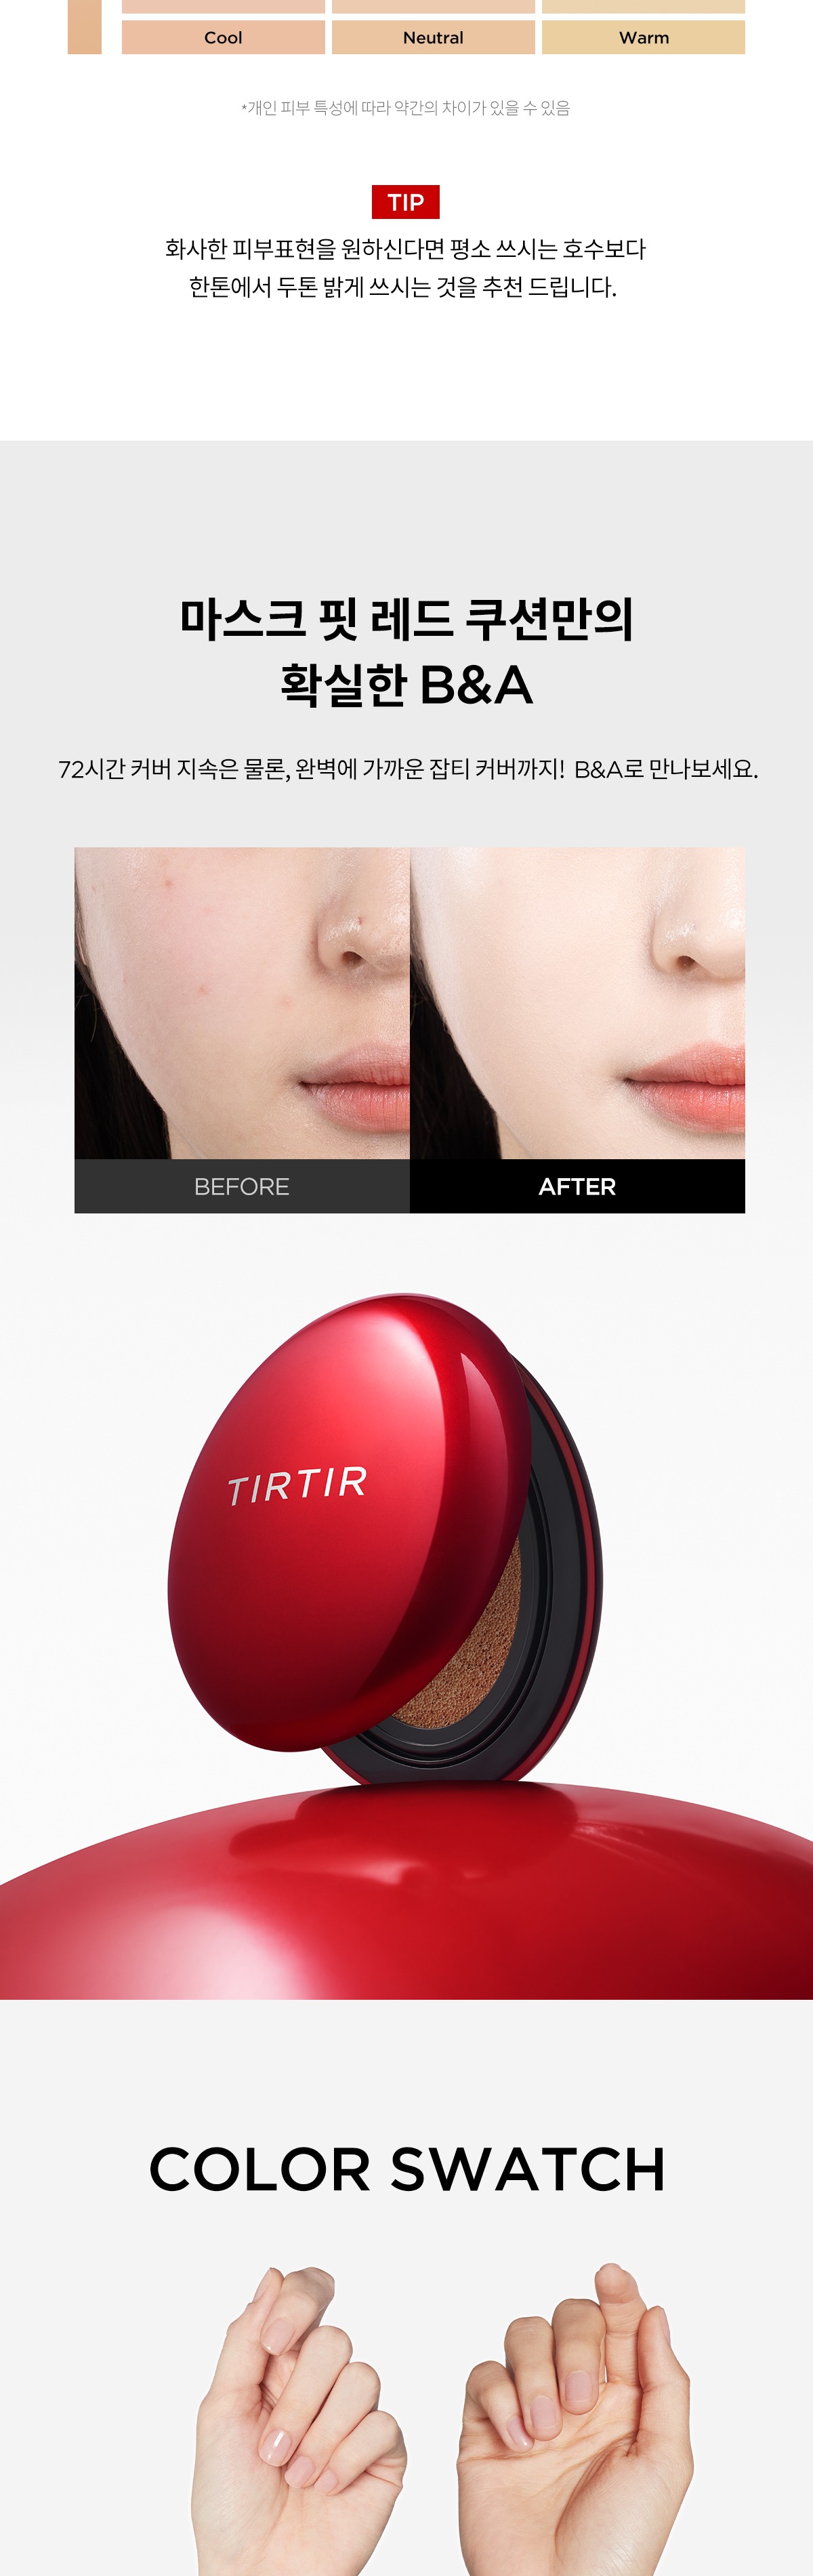 Cool
Neutral
Warm
*개인 피부 특성에 따라 약간의 차이가 있을 수 있음
TIP
화사한 피부표현을 원하신다면 평소 쓰시는 호수보다
한톤에서 두톤 밝게 쓰시는 것을 추천 드립니다.
마스크 핏 레드 쿠션만의
확실한 B&A
72시간 커버 지속은 물론, 완벽에 가까운 잡티 커버까지! B&A로 만나보세요.
BEFORE
AFTER
TIRTIR
COLOR SWATCH